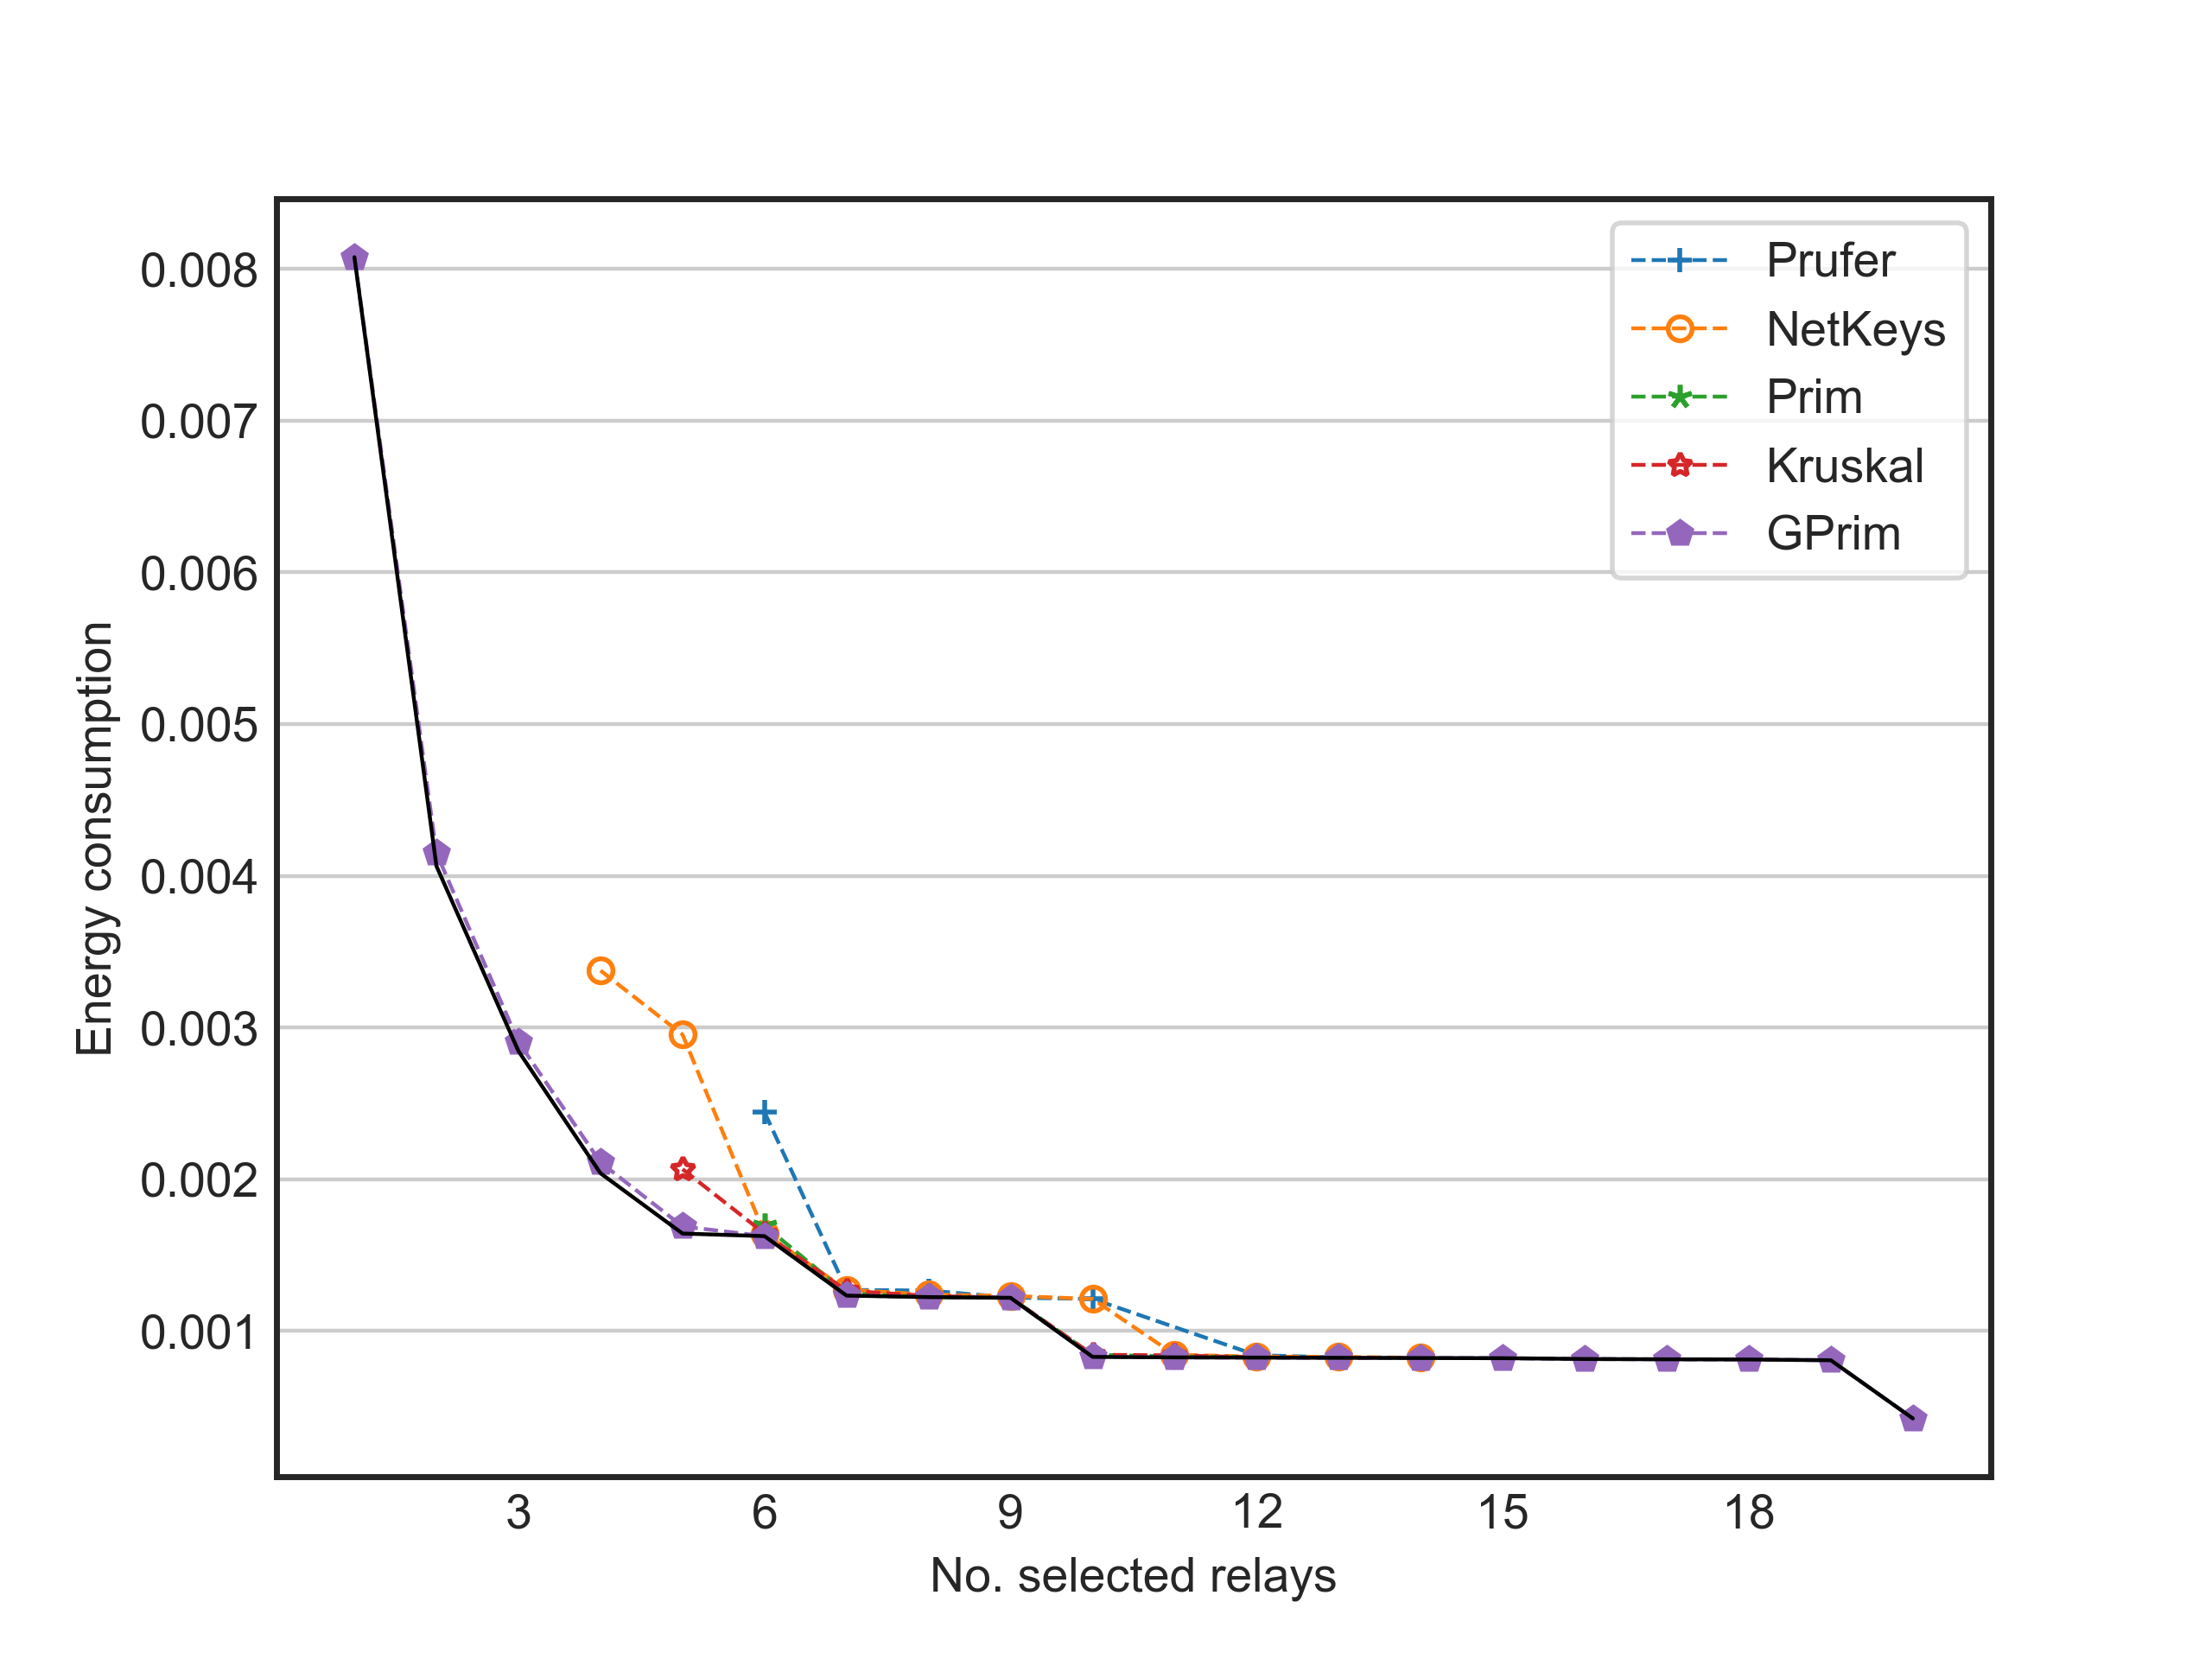 0.008
0.007
0.006
0.005
0.004
0.003
0.002
0.001
Energy consumption
3 6 9 12 15 18
No. selected relays
Prufer
NetKeys
Prim
Kruskal
GPrim